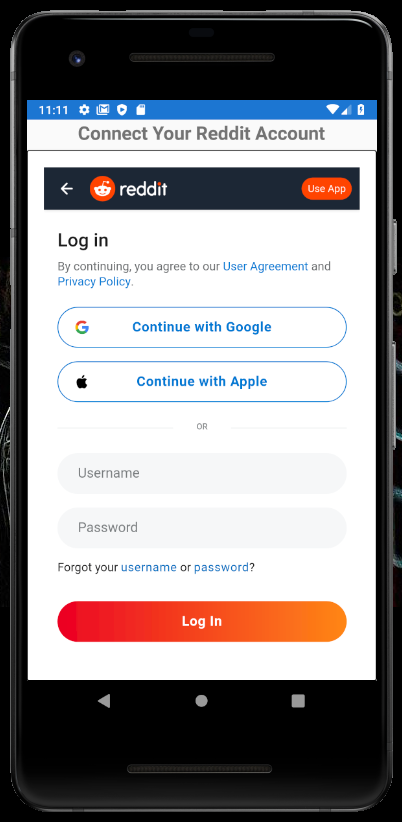 11:11
Connect Your Reddit Account
reddit
Use App
Log in
By continuing, you agree to our User Agreement and
Privacy Policy.
Continue with Google
Continue with Apple
OR
Username
Password
Forgot your username or password?
Log In